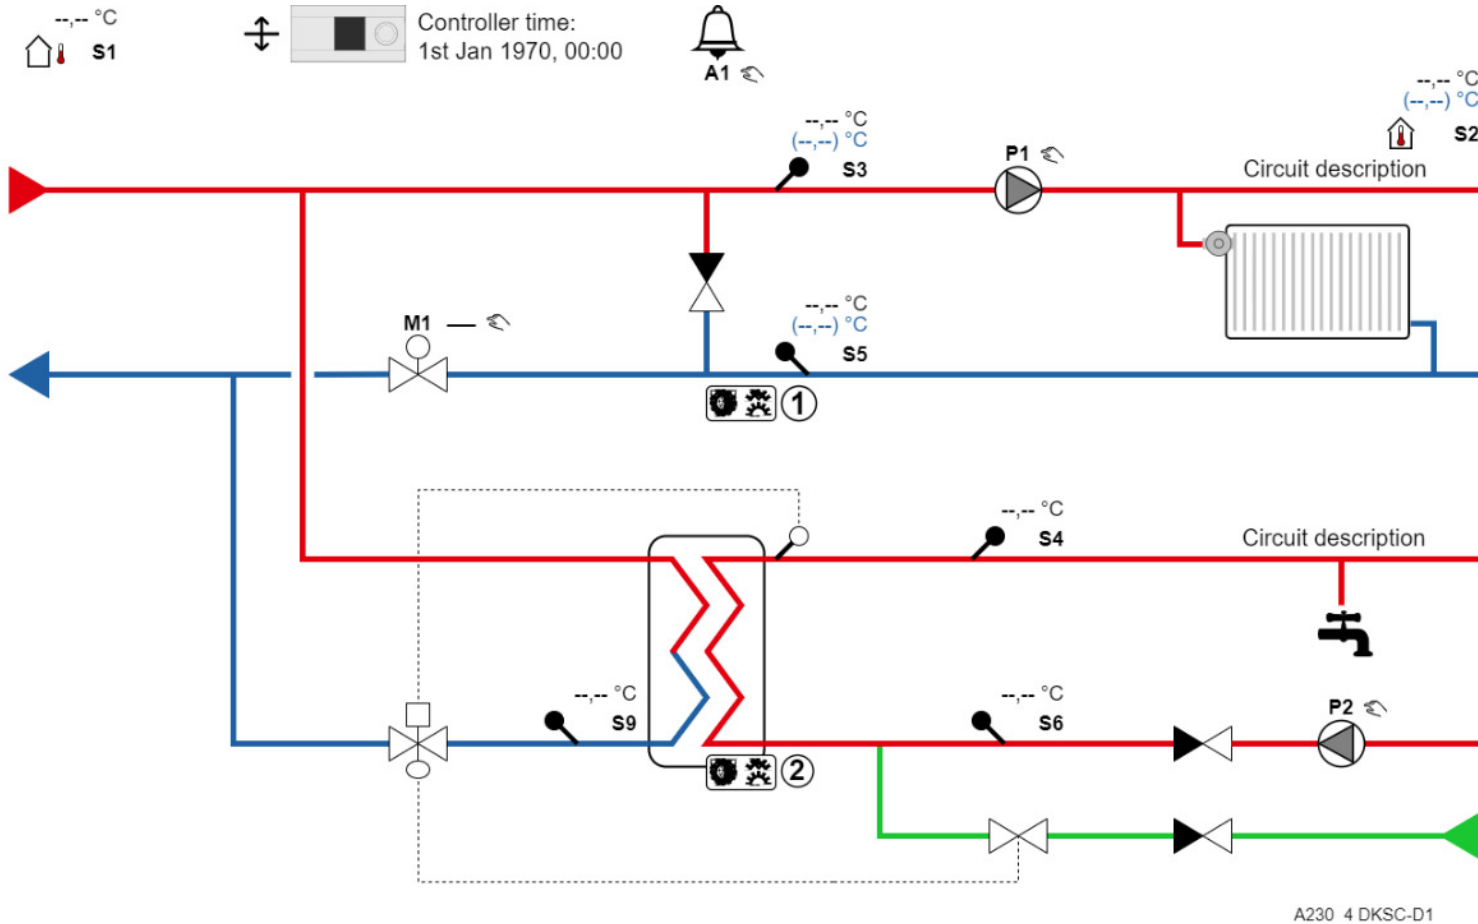 --,-- °C
S1
Controller time:
1st Jan 1970, 00:00
A1
--,-- °C
(--,--) °C
S2
--,-- °C
(--,--) °C
S3
P1
Circuit description
--,-- °C
(--,--) °C
S5
M1
1
--,-- °C
S4
Circuit description
--,-- °C
S9
--,-- °C
S6
P2
2
A230 4 DKSC-D1